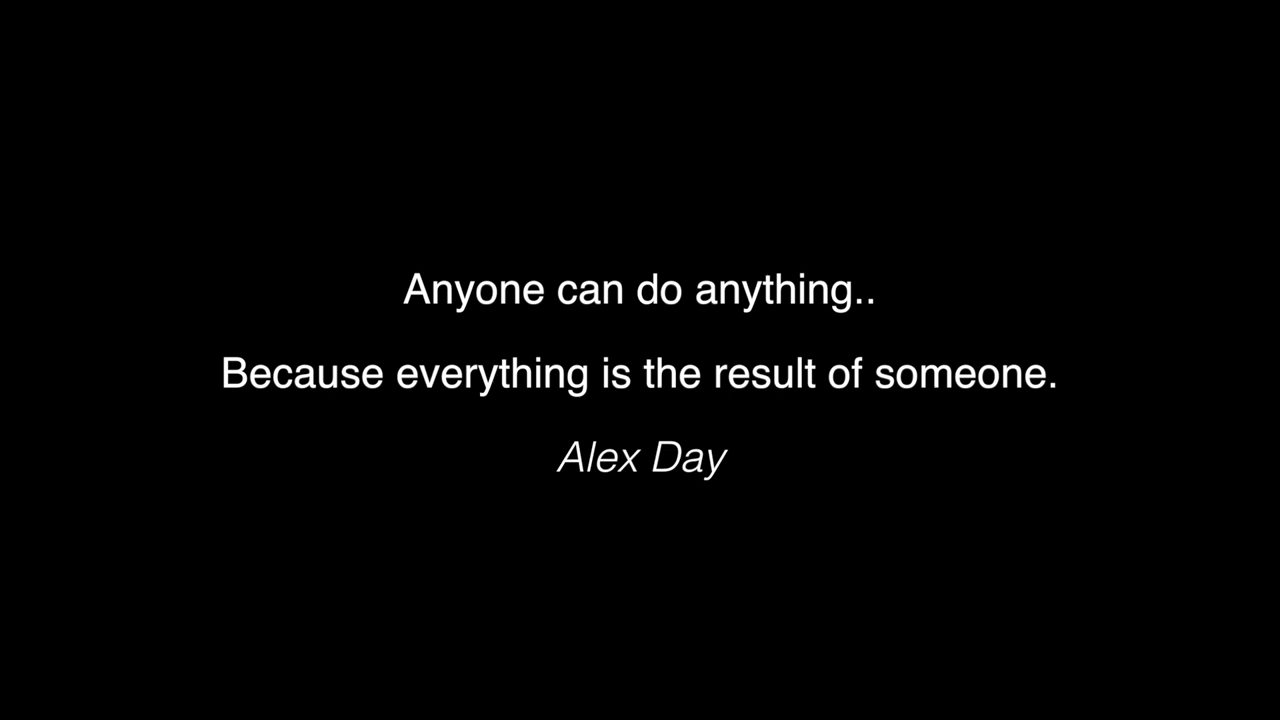 Anyone can do anything..
Because everything is the result of someone.
Alex Day